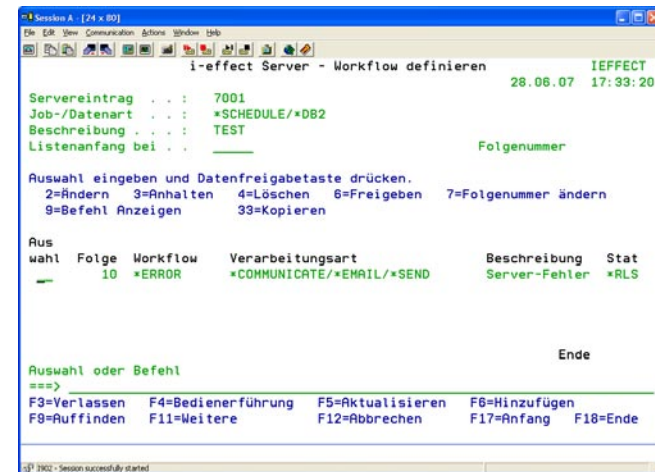 Session A - [24 x 80]
File Edit View Communication Actions Window Help
i-effect Server - Workflow definieren IEFFECT
28.06.07 17:33:20
Servereintrag . . : 7001
Job-/Datenart . . : *SCHEDULE/*DB2
Beschreibung . . . : TEST
Listenanfang bei . . Folgenummer
Auswahl eingeben und Datenfreigabetaste drücken.
2=Ändern 3=Anhalten 4=Löschen 6=Freigeben 7=Folgenummer ändern
9=Befehl Anzeigen 33=Kopieren
Aus
wahl Folge Workflow Verarbeitungsart Beschreibung Stat
10 *ERROR *COMMUNICATE/*EMAIL/*SEND Server-Fehler *RLS
Ende
Auswahl oder Befehl
===>
F3=Verlassen F4=Bedienerführung F5=Aktualisieren F6=Hinzufügen
F9=Auffinden F11=Weitere F12=Abbrechen F17=Anfang F18=Ende
I902 - Session successfully started